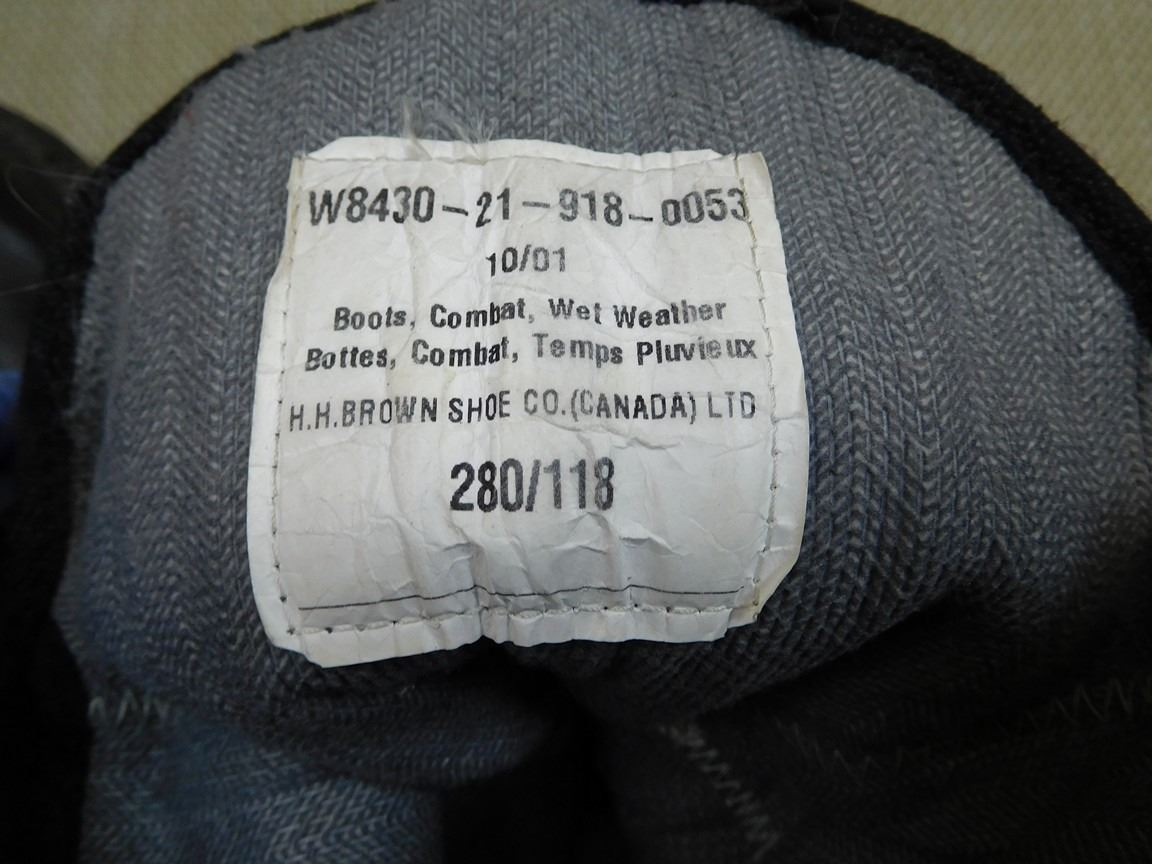 W8430-21-918-0053
10/01
Boots, Combat, Wet Weather
Bottes, Combat, Temps Pluvieux
H.H.BROWN SHOE CO.(CANADA) LTD
280/118